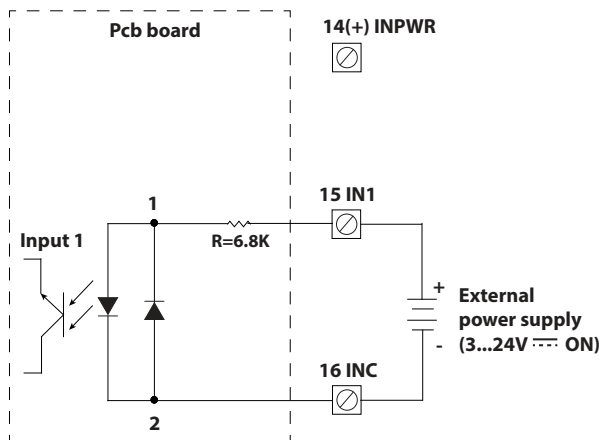 Pcb board
14(+) INPWR
1
15 IN1
Input 1
R=6.8K
+
External
power supply
- (3...24V ⎓ ON)
16 INC
2